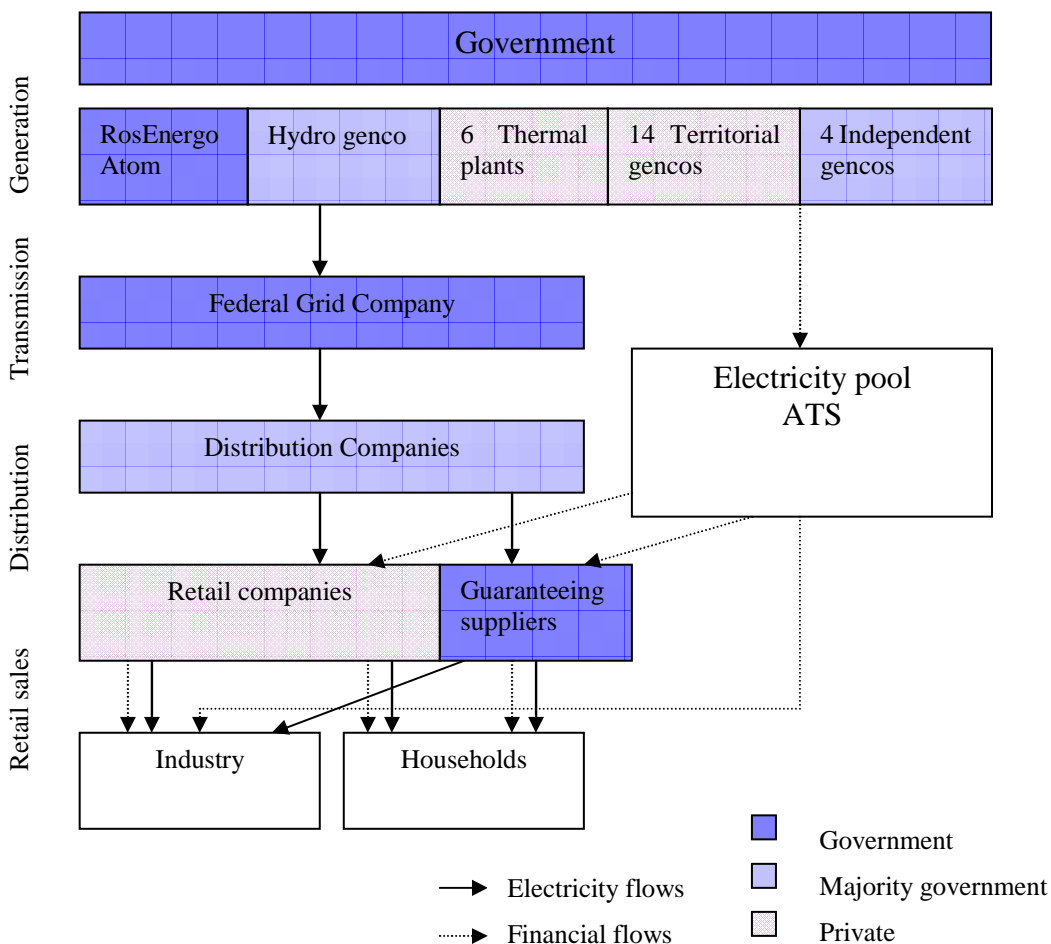 Government
Generation
RosEnergo
Atom
Hydro genco
6 Thermal
plants
14 Territorial
gencos
4 Independent
gencos
Transmission
Federal Grid Company
Electricity pool
ATS
Distribution
Distribution Companies
Retail companies
Guaranteeing
suppliers
Retail sales
Industry
Households
Government
Electricity flows
Majority government
Financial flows
Private